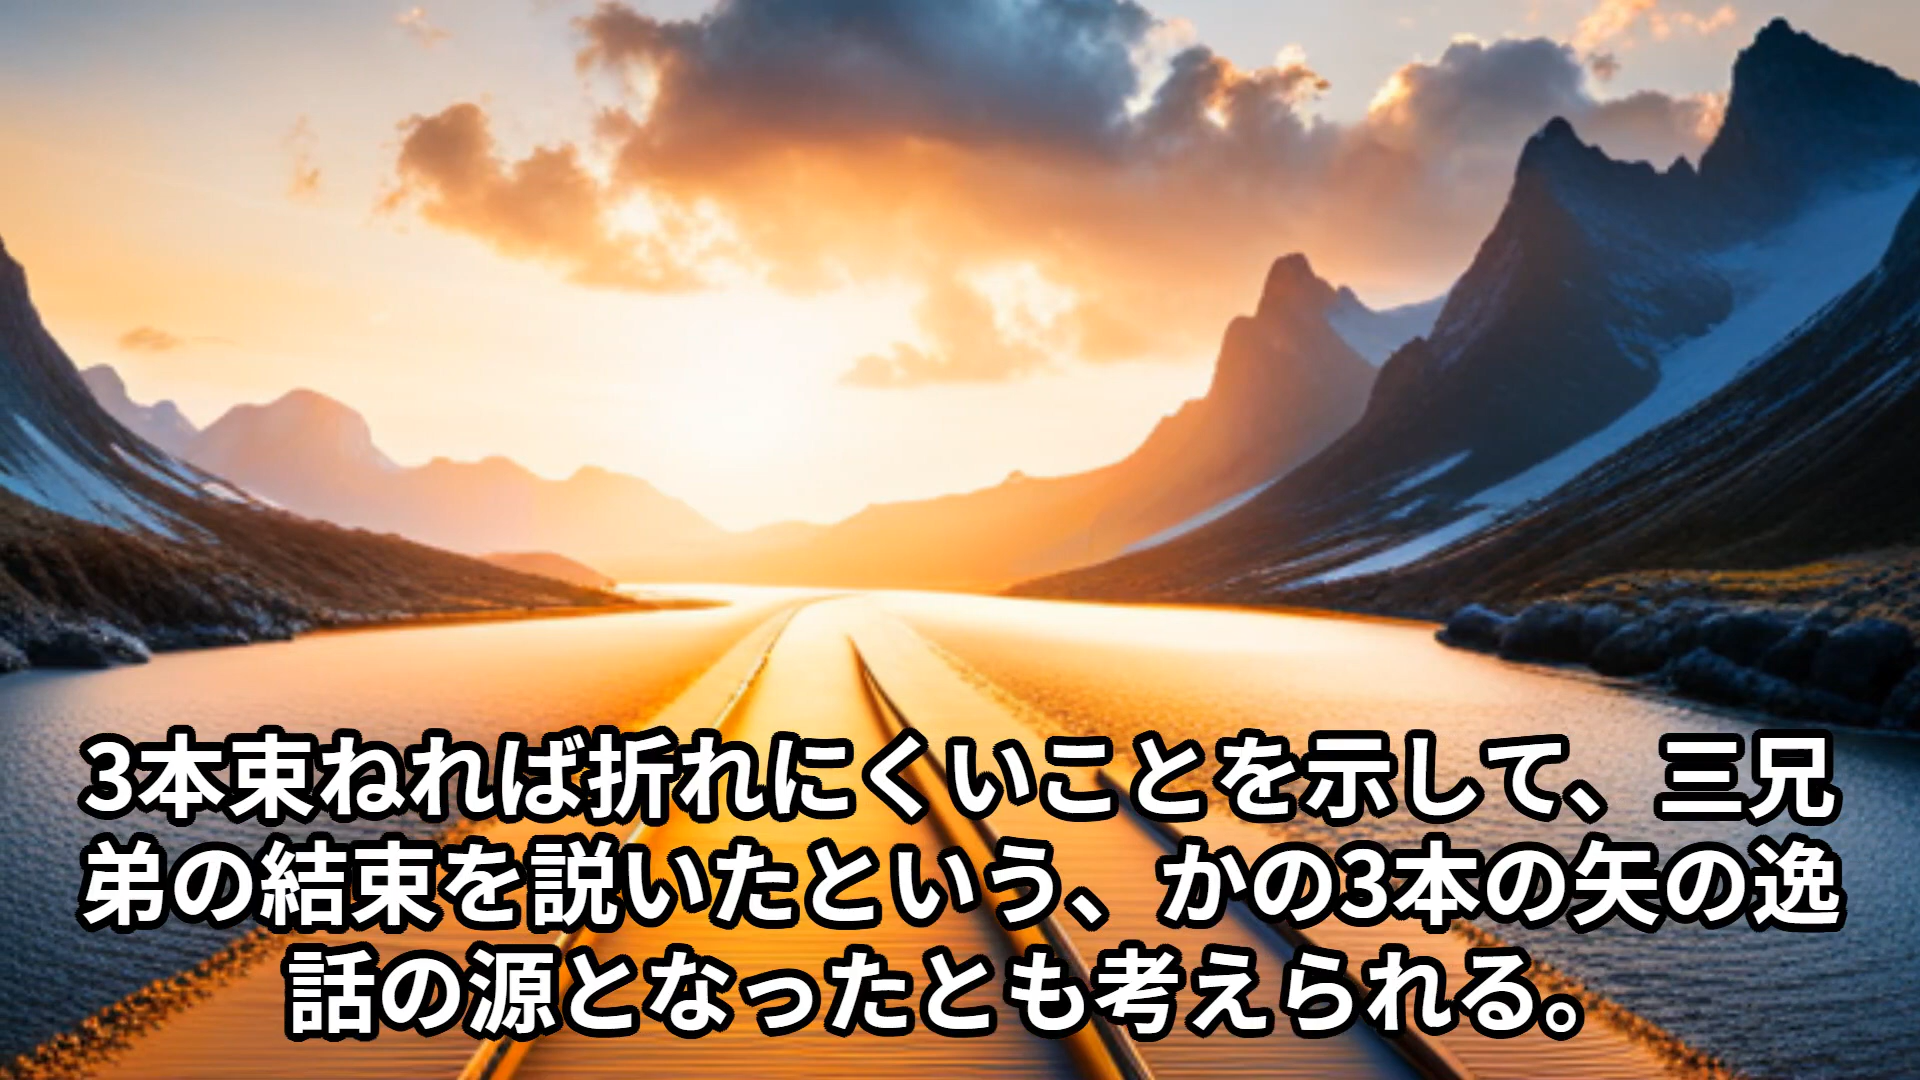 3本束ねれば折れにくいことを示して、三兄
弟の結束を説いたという、かの3本の矢の逸
話の源となったとも考えられる。